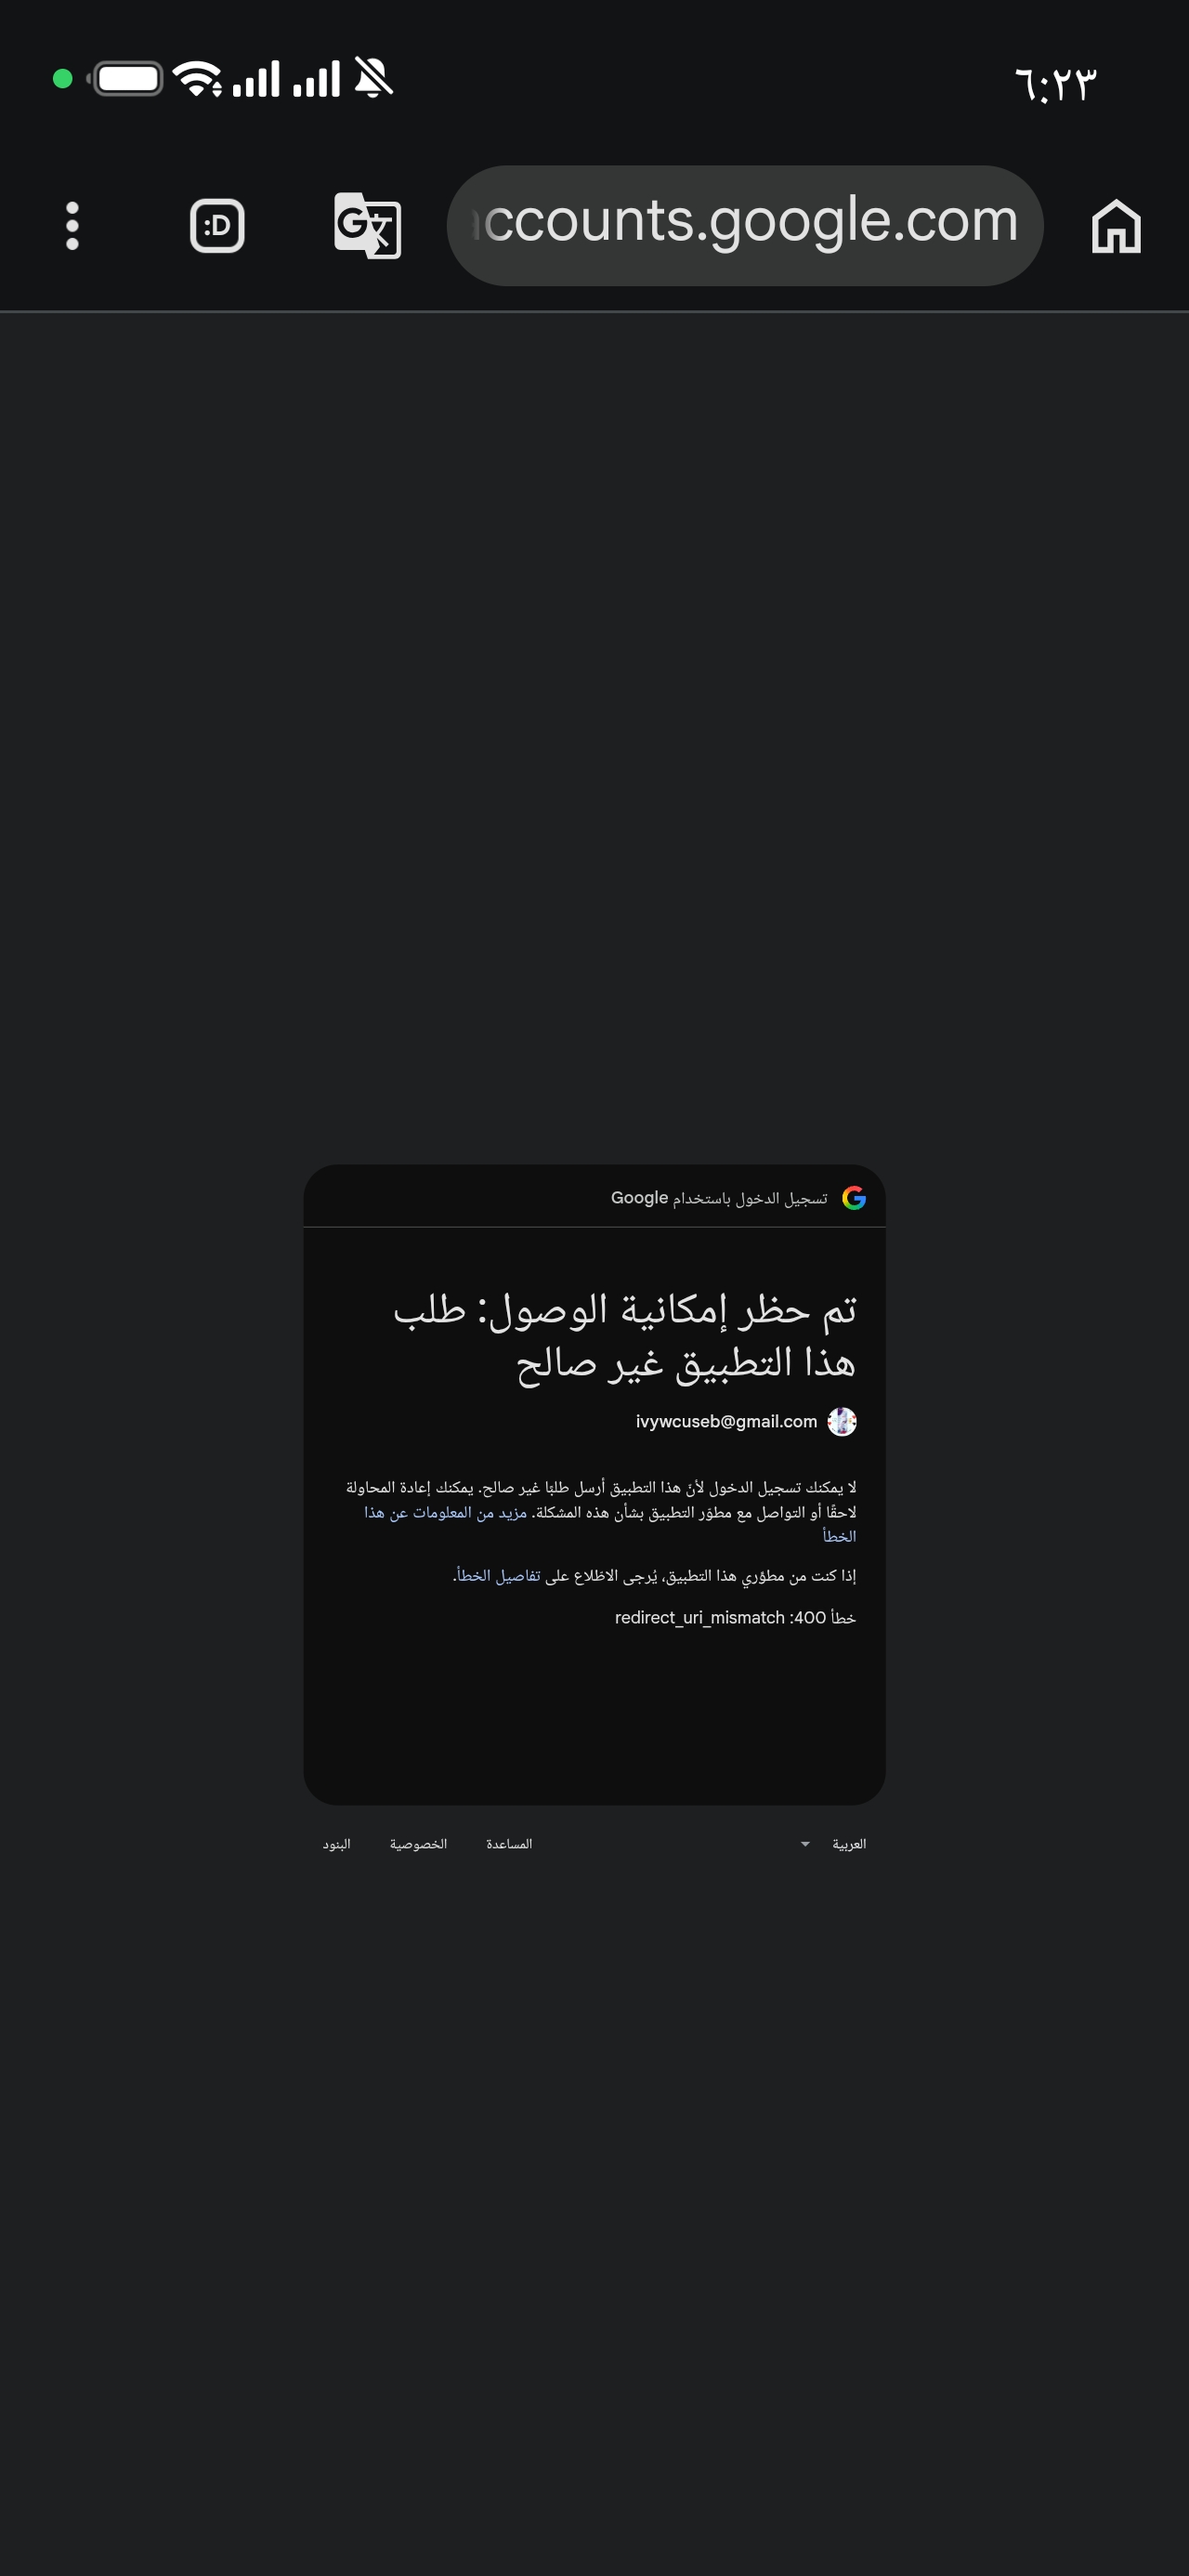 ٦:٢٣
ccounts.google.com
:D
تسجيل الدخول باستخدام Google
تم حظر إمكانية الوصول: طلب
هذا التطبيق غير صالح
ivywcuseb@gmail.com
لا يمكنك تسجيل الدخول لأنّ هذا التطبيق أرسل طلبًا غير صالح. يمكنك إعادة المحاولة
لاحقًا أو التواصل مع مطوّر التطبيق بشأن هذه المشكلة. مزيد من المعلومات عن هذا
الخطأ
إذا كنت من مطوّري هذا التطبيق، يُرجى الاطّلاع على تفاصيل الخطأ.
خطأ 400: redirect_uri_mismatch
العربية
المساعدة الخصوصية البنود